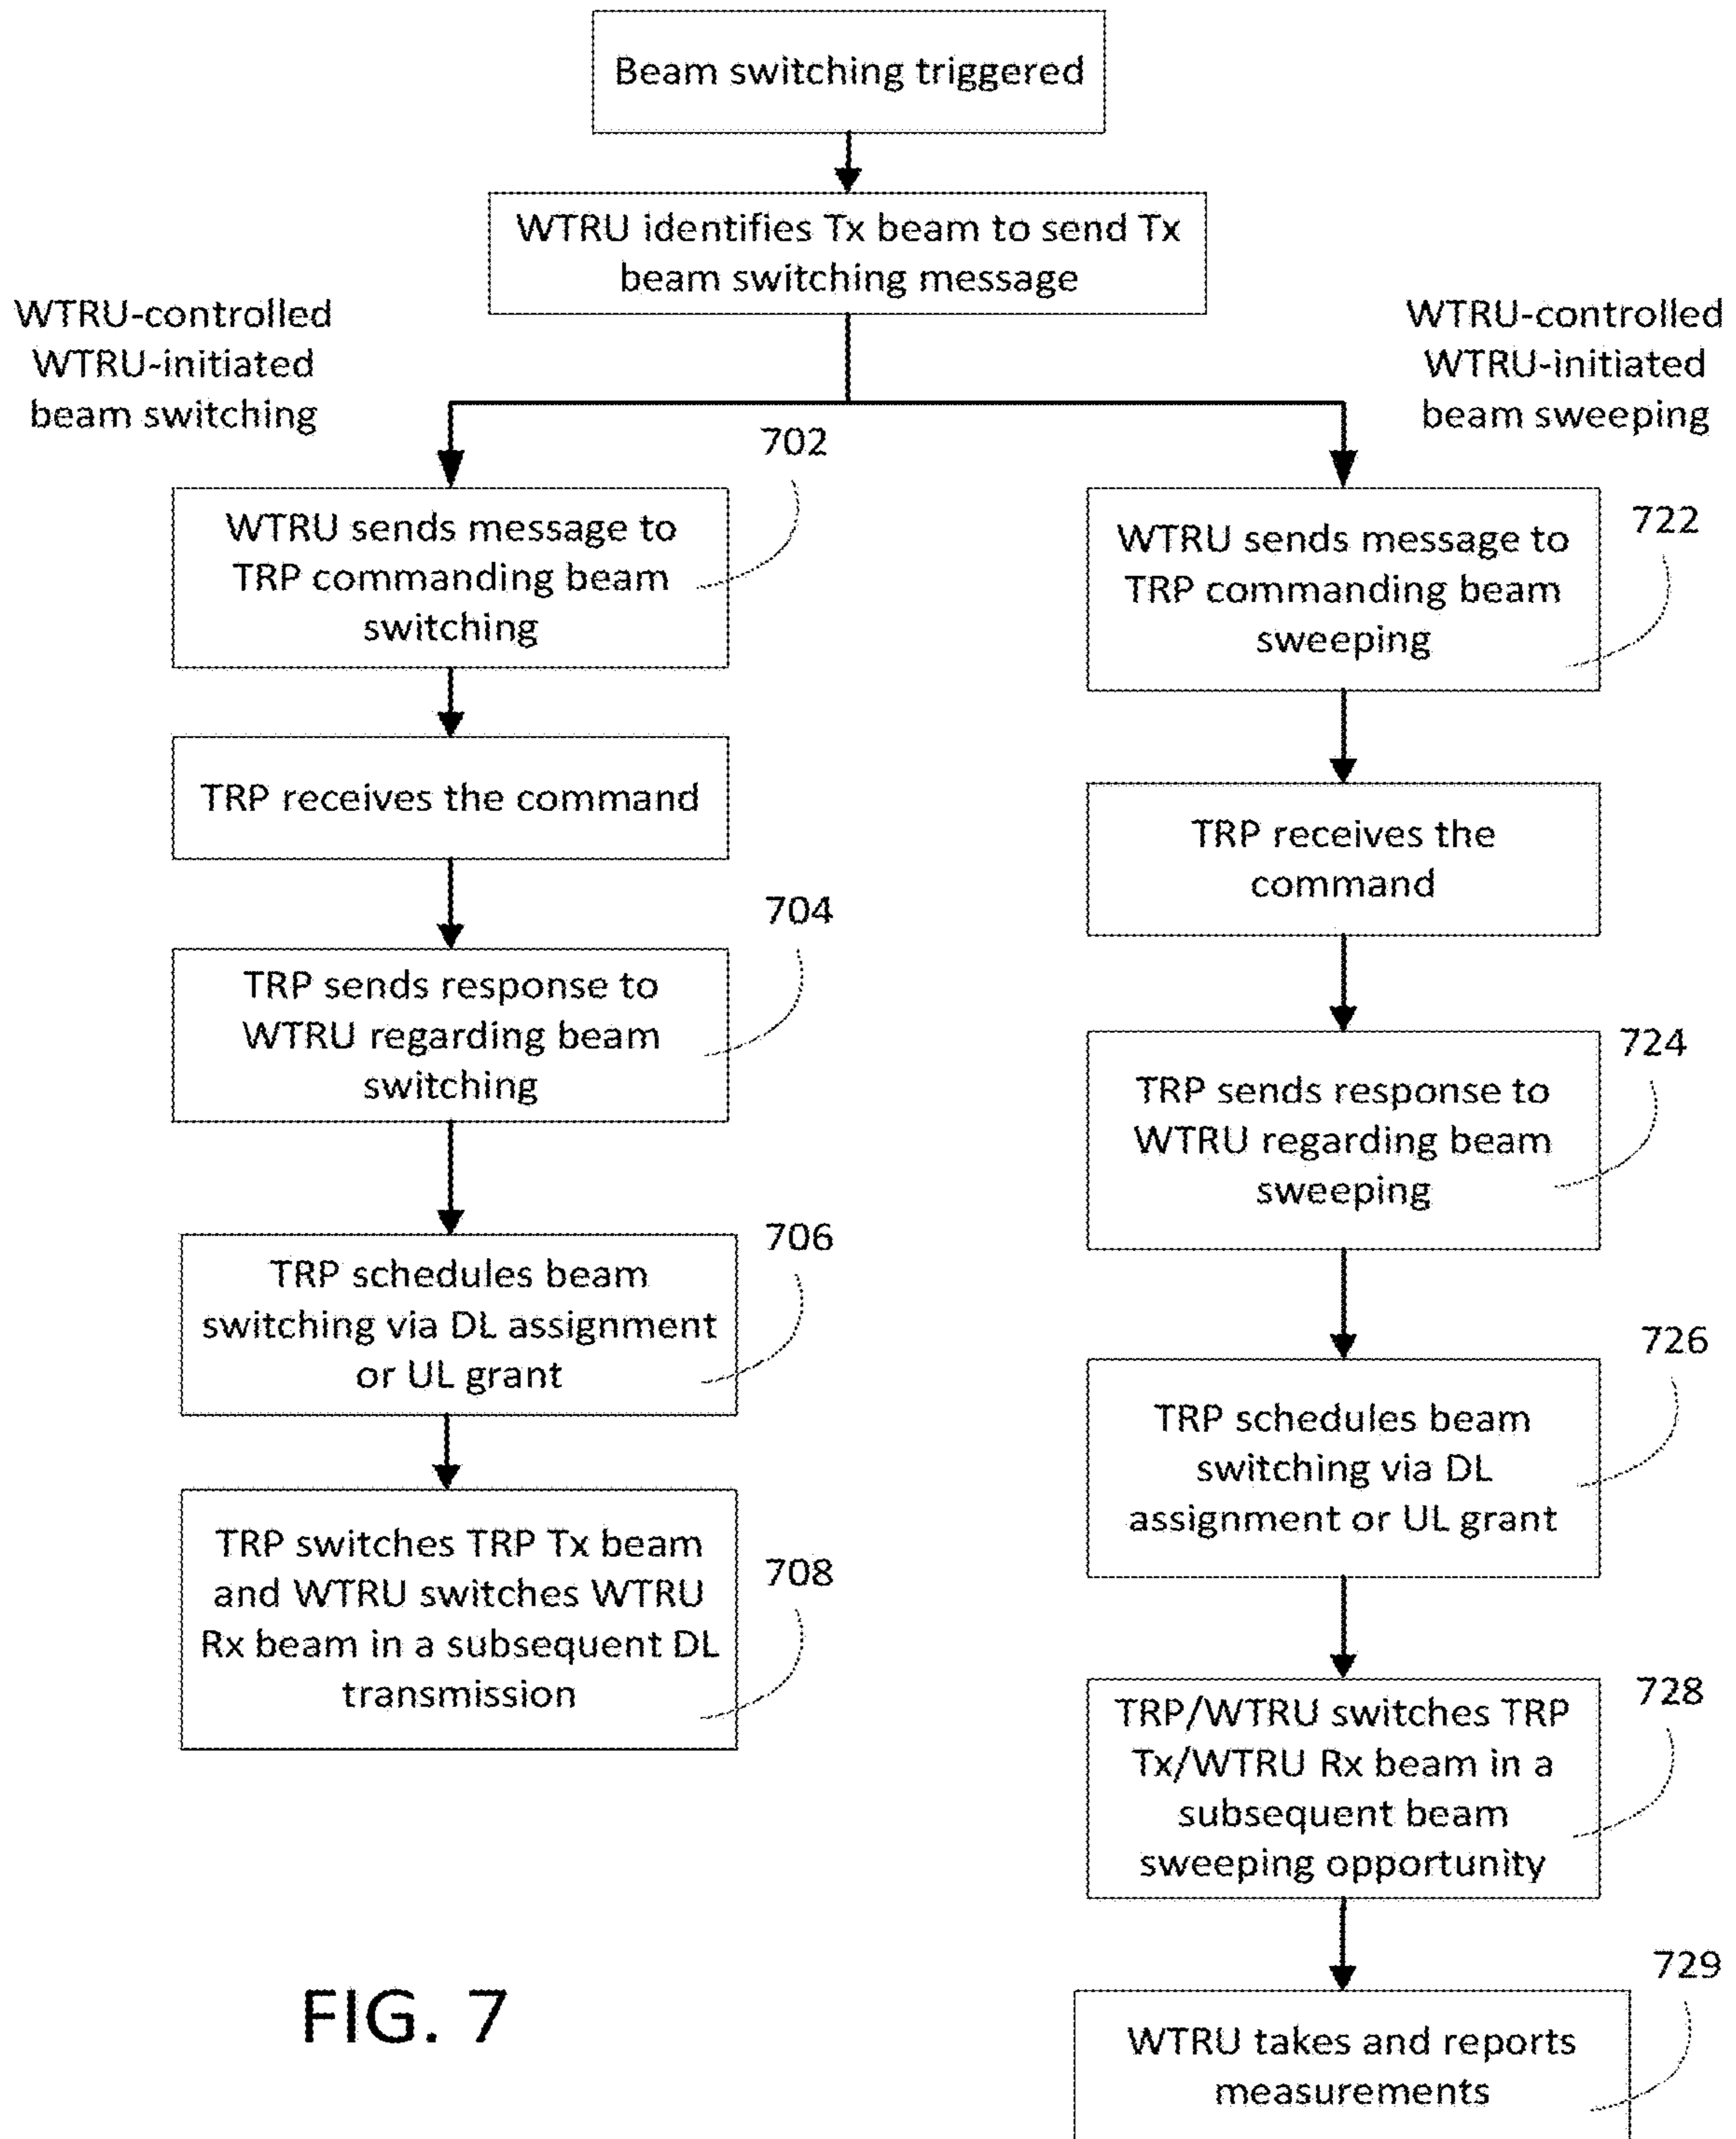 Beam switching triggered
WTRU identifies Tx beam to send Tx
beam switching message
WTRU-controlled
WTRU-initiated
beam switching
WTRU-controlled
WTRU-initiated
beam sweeping
702
WTRU sends message to
TRP commanding beam
switching
TRP receives the command
704
TRP sends response to
WTRU regarding beam
switching
706
TRP schedules beam
switching via DL assignment
or UL grant
708
TRP switches TRP Tx beam
and WTRU switches WTRU
Rx beam in a subsequent DL
transmission
722
WTRU sends message to
TRP commanding beam
sweeping
TRP receives the
command
724
TRP sends response to
WTRU regarding beam
sweeping
726
TRP schedules beam
switching via DL
assignment or UL grant
728
TRP/WTRU switches TRP
Tx/WTRU Rx beam in a
subsequent beam
sweeping opportunity
729
WTRU takes and reports
measurements
FIG. 7